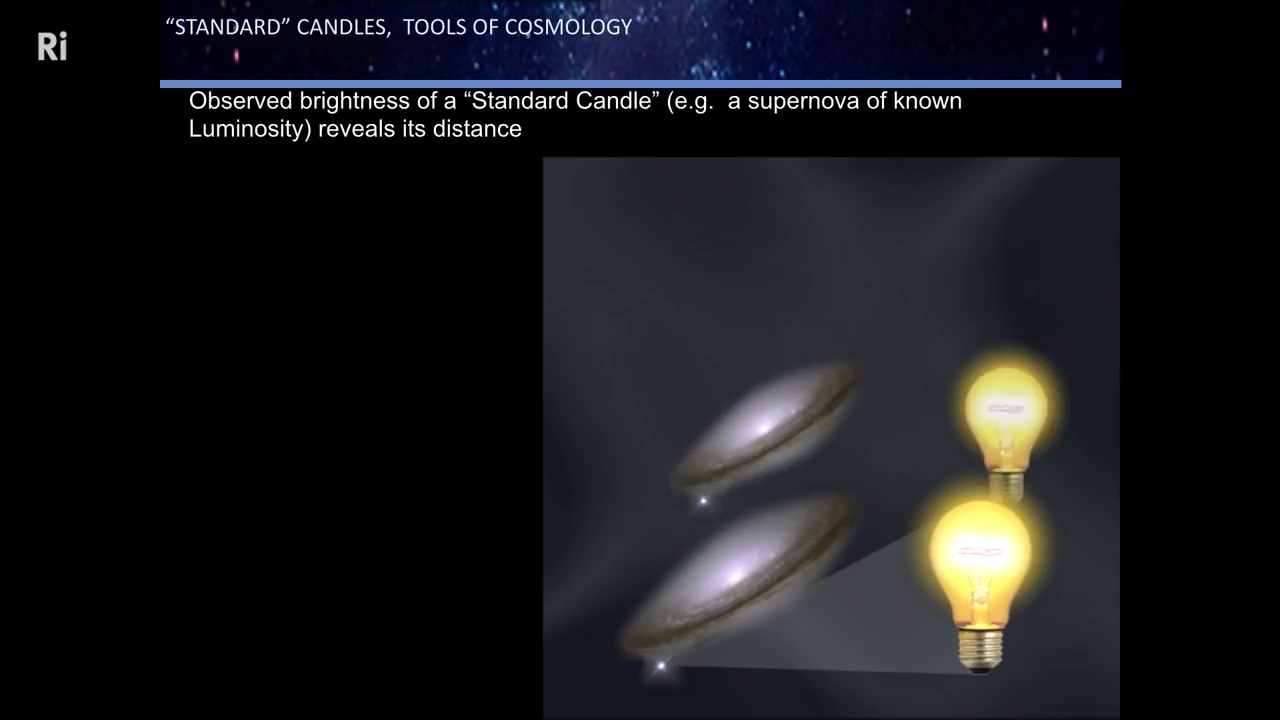 Ri
“STANDARD” CANDLES, TOOLS OF COSMOLOGY
Observed brightness of a “Standard Candle” (e.g. a supernova of known
Luminosity) reveals its distance